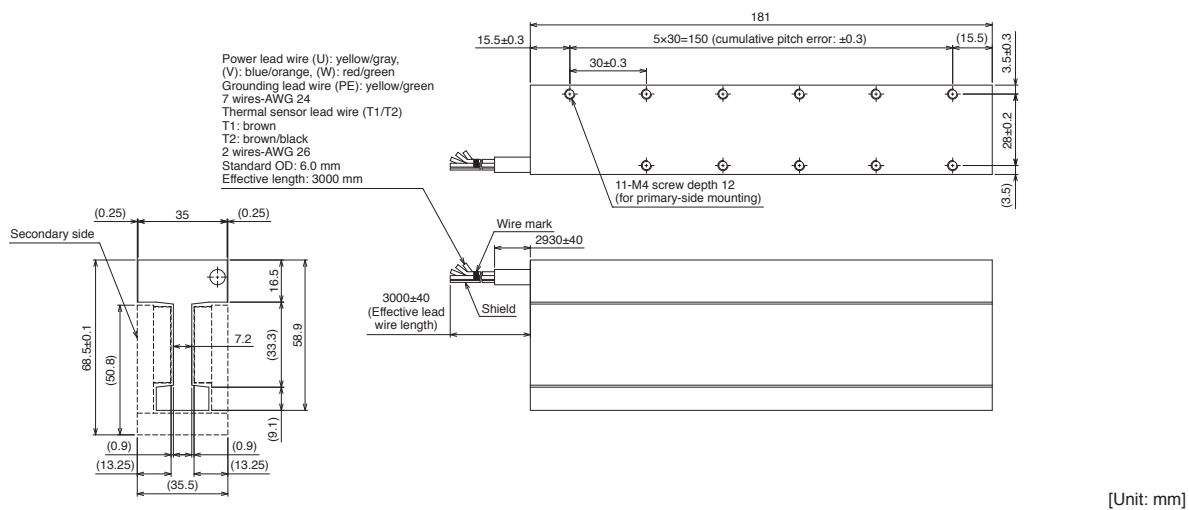 181
15.5±0.3
5×30=150 (cumulative pitch error: ±0.3)
(15.5)
3.5±0.3
30±0.3
28±0.2
(3.5)
11-M4 screw depth 12
(for primary-side mounting)
Power lead wire (U): yellow/gray,
(V): blue/orange, (W): red/green
Grounding lead wire (PE): yellow/green
7 wires-AWG 24
Thermal sensor lead wire (T1/T2)
T1: brown
T2: brown/black
2 wires-AWG 26
Standard OD: 6.0 mm
Effective length: 3000 mm
(0.25)
35
(0.25)
Secondary side
16.5
68.5±0.1
(50.8)
7.2
(33.3)
58.9
(9.1)
(0.9)
(0.9)
(13.25)
(13.25)
(35.5)
Wire mark
2930±40
3000±40
(Effective lead
wire length)
Shield
[Unit: mm]